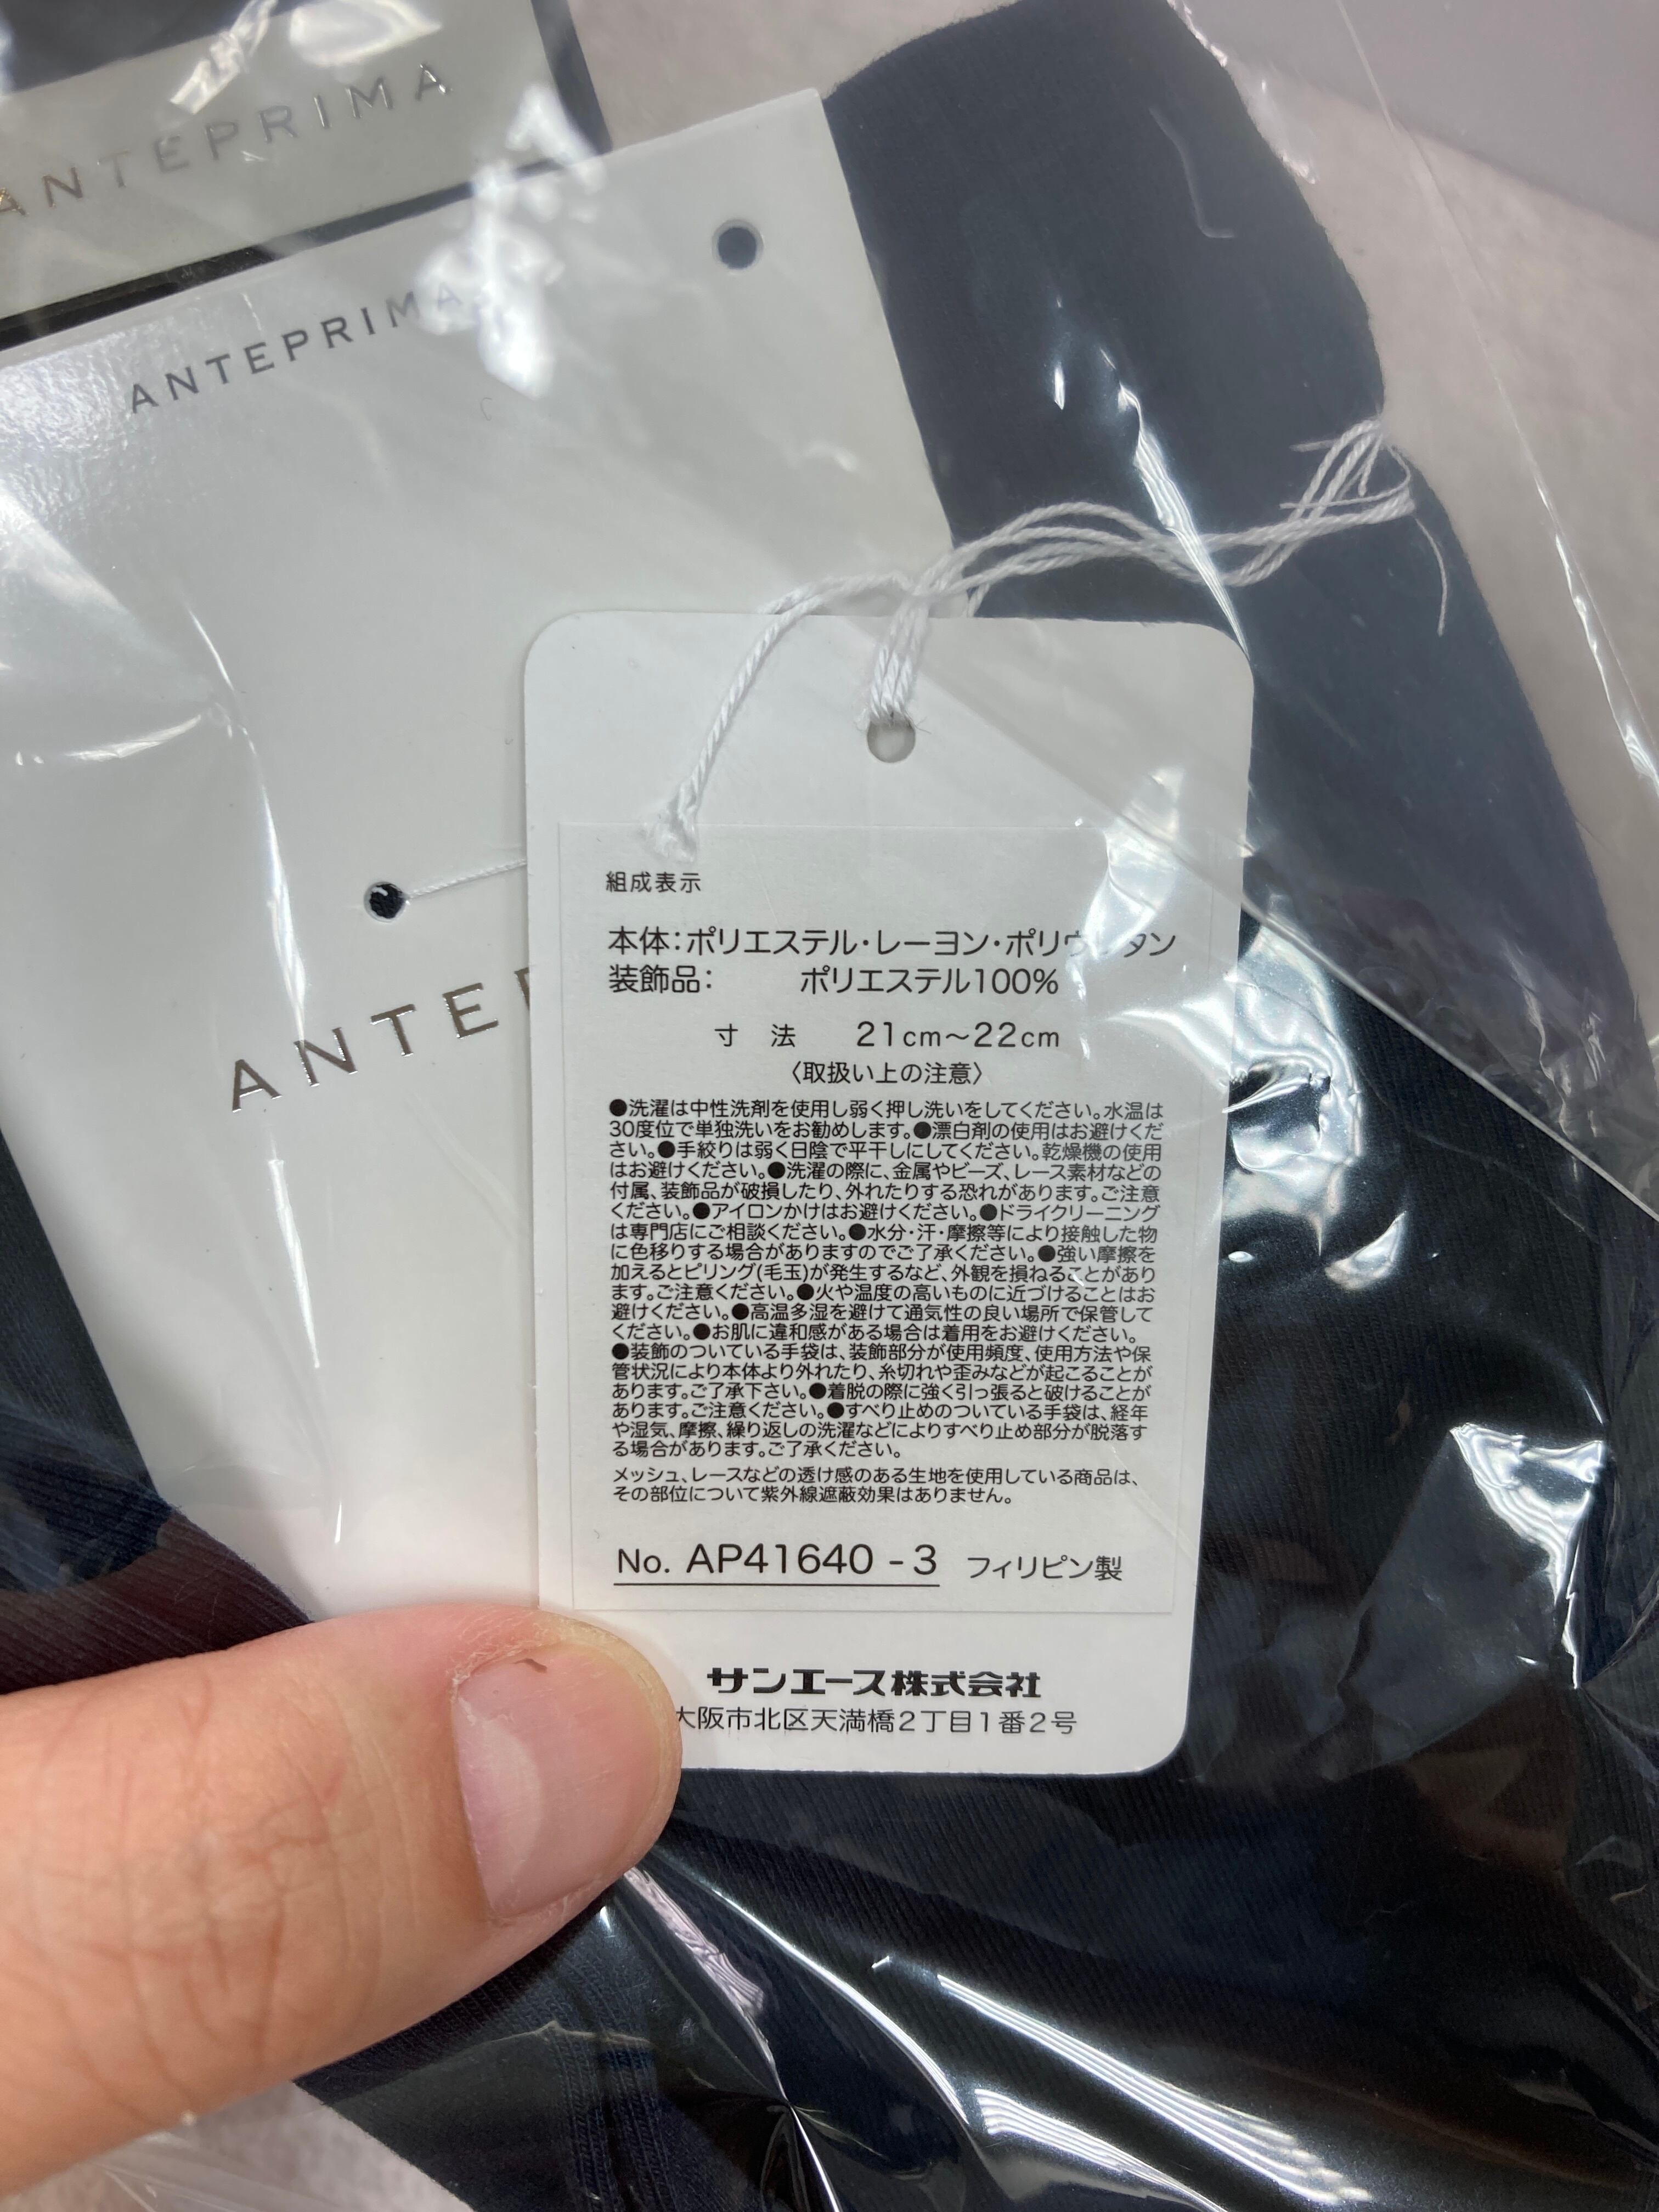 ANTEPRIMA
ANTEPRIMA
ANTE
組成表示
本体:ポリエステル・レーヨン・ポリウレタン
装飾品: ポリエステル100%
寸 法 21cm〜22cm
〈取扱い上の注意〉
●洗濯は中性洗剤を使用し弱く押し洗いをしてください。水温は
30度位で単独洗いをお勧めします。●漂白剤の使用はお避けくだ
さい。●手絞りは弱く日陰で平干しにしてください。乾燥機の使用
はお避けください。●洗濯の際に、金属やビーズ、レース素材などの
付属、装飾品が破損したり、外れたりする恐れがあります。ご注意
ください。●アイロンかけはお避けください。●ドライクリーニング
は専門店にご相談ください。●水分・汗・摩擦等により接触した物
に色移りする場合がありますのでご了承ください。●強い摩擦を
加えるとピリング(毛玉)が発生するなど、外観を損ねることがあり
ます。ご注意ください。●火や温度の高いものに近づけることはお
避けください。●高温多湿を避けて通気性の良い場所で保管して
ください。●お肌に違和感がある場合は着用をお避けください。
●装飾のついている手袋は、装飾部分が使用頻度、使用方法や保
管状況により本体より外れたり、糸切れや歪みなどが起こることが
あります。ご了承下さい。●着脱の際に強く引っ張ると破けることが
あります。ご注意ください。●すべり止めのついている手袋は、経年
や湿気、摩擦、繰り返しの洗濯などによりすべり止め部分が脱落す
る場合があります。ご了承ください。
メッシュ、レースなどの透け感のある生地を使用している商品は、
その部位について紫外線遮蔽効果はありません。
No. AP41640 -3 フィリピン製
サンエース株式会社
大阪市北区天満橋2丁目1番2号